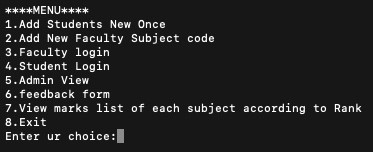 ****MENU****
1.Add Students New Once
2.Add New Faculty Subject code
3.Faculty login
4.Student Login
5.Admin View
6.feedback form
7.View marks list of each subject according to Rank
8.Exit
Enter ur choice: